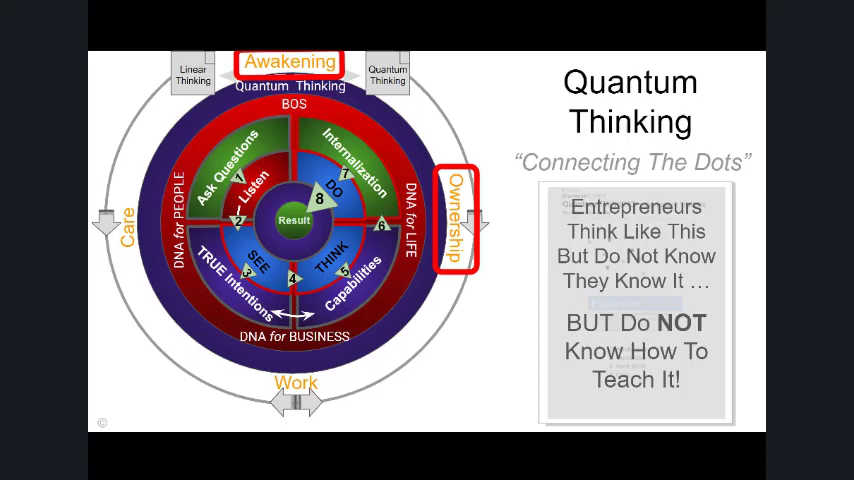 Awakening
Linear
Thinking
Quantum
Thinking
Quantum Thinking
BOS
Ask Questions
Internalization
1
Listen
7
DO
8
DNA for PEOPLE
DNA for LIFE
Care
Ownership
2
Result
6
SEE
THINK
3
4
5
TRUE Intentions
Capabilities
DNA for BUSINESS
Work
©
Quantum
Thinking
“Connecting The Dots”
Entrepreneurs
Think Like This
But Do Not Know
They Know It ...
BUT Do NOT
Know How To
Teach It!